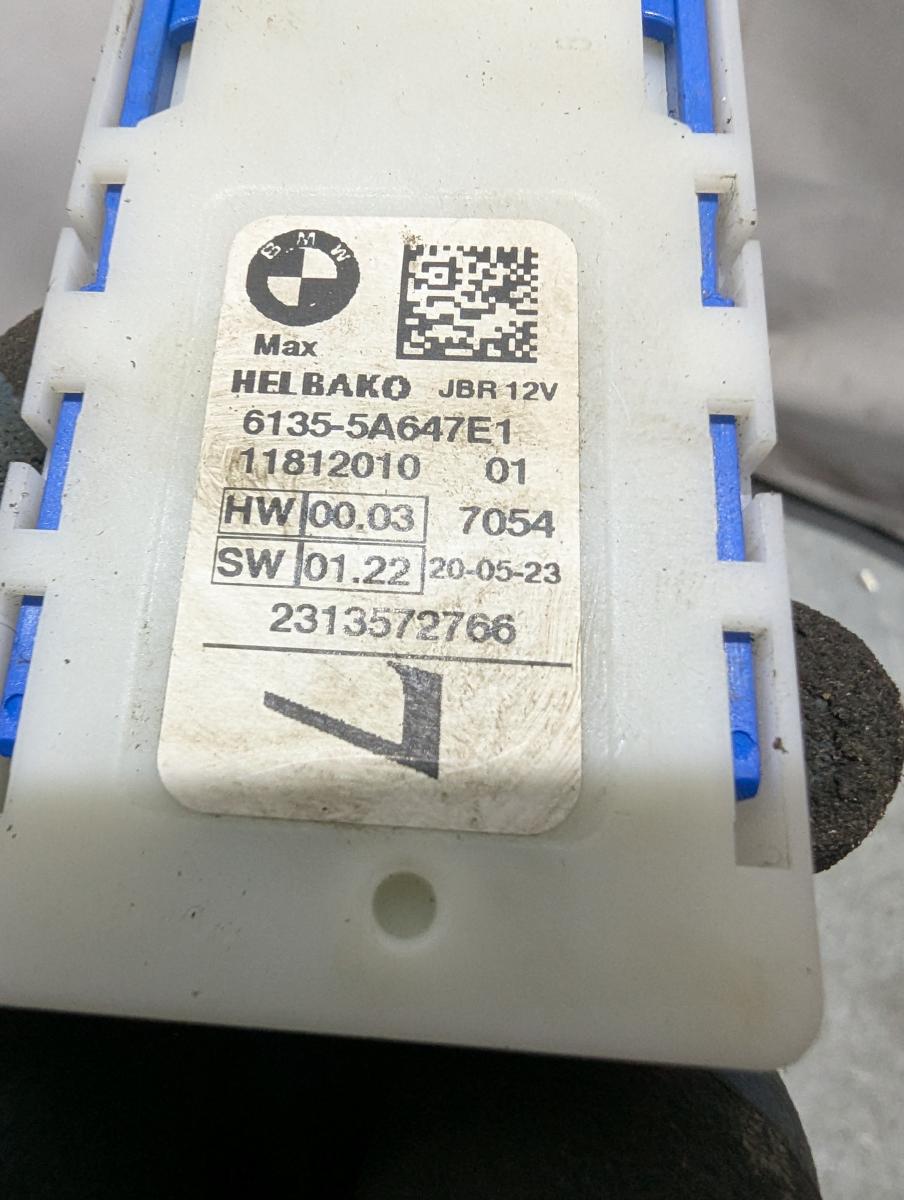 BMW
Max
HELBAKO JBR 12V
6135-5A647E1
11812010 01
HW 00.03 7054
SW 01.22 20-05-23
2313572766
L